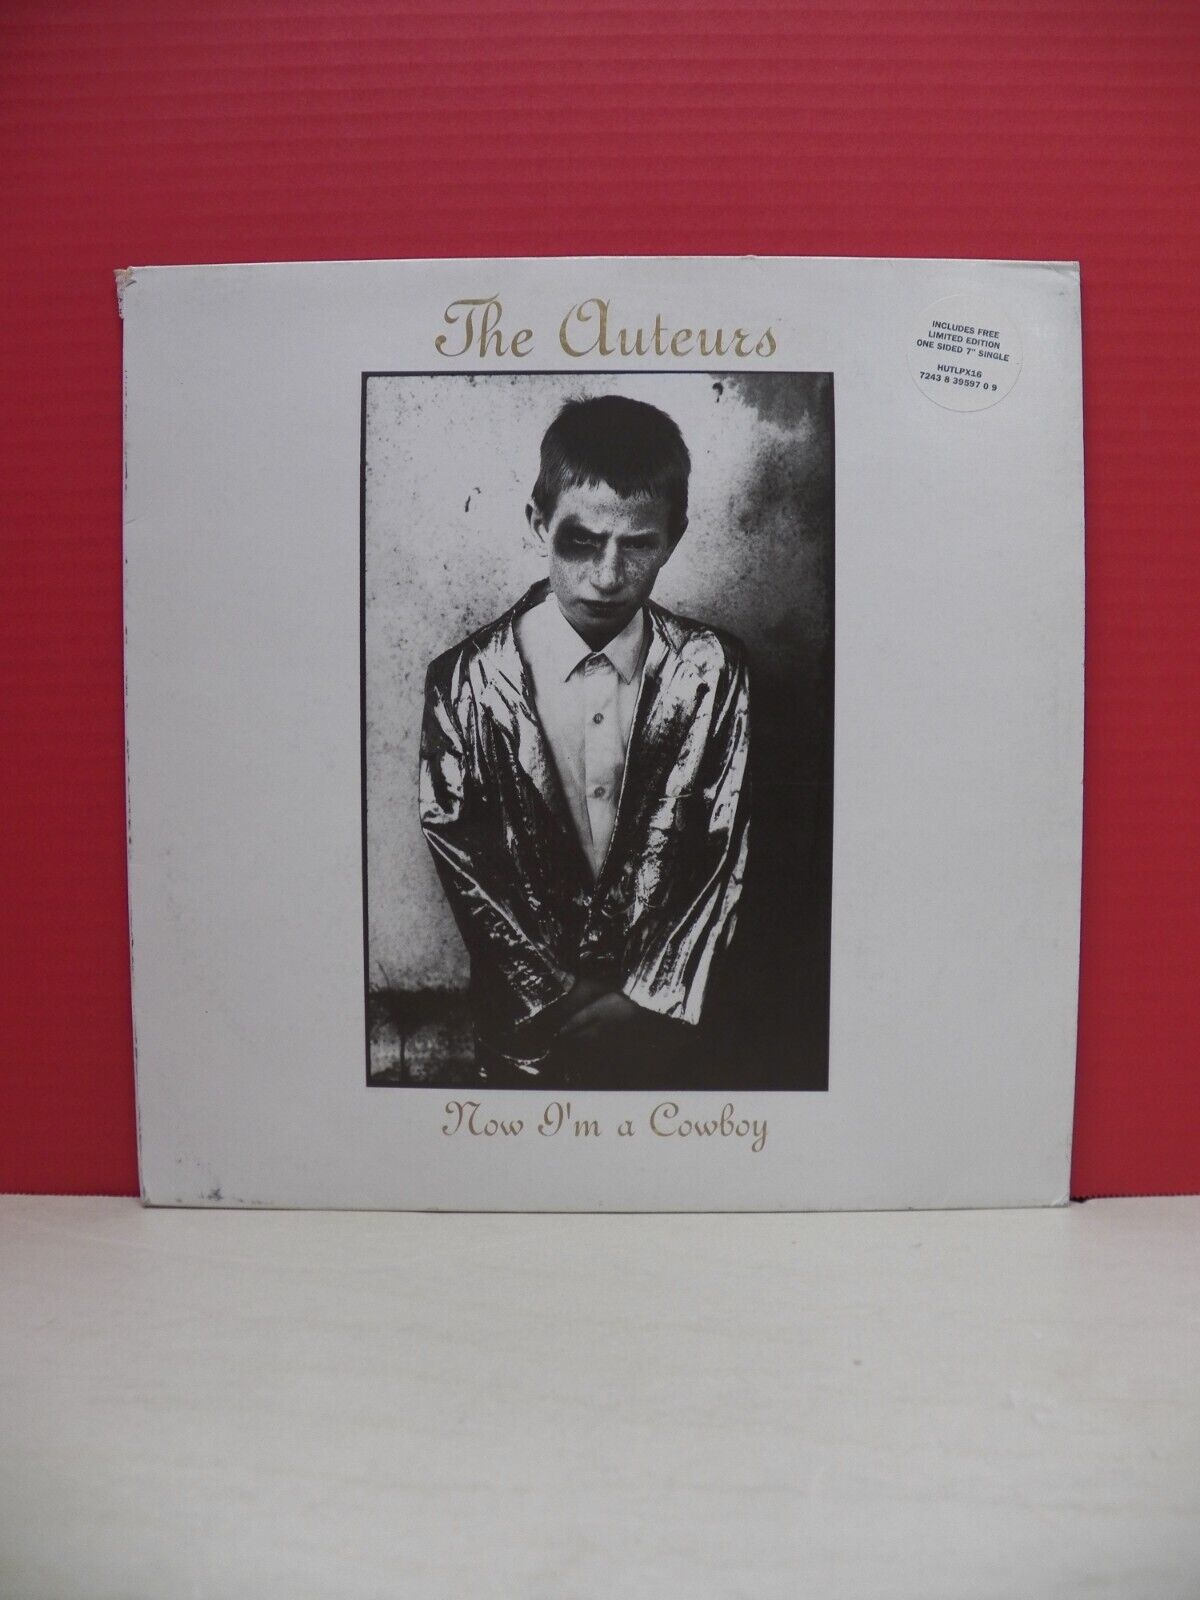 The Auteurs
INCLUDES FREE
LIMITED EDITION
ONE SIDED 7" SINGLE
HUTLPX16
7243 8 39597 0 9
Now I'm a Cowboy